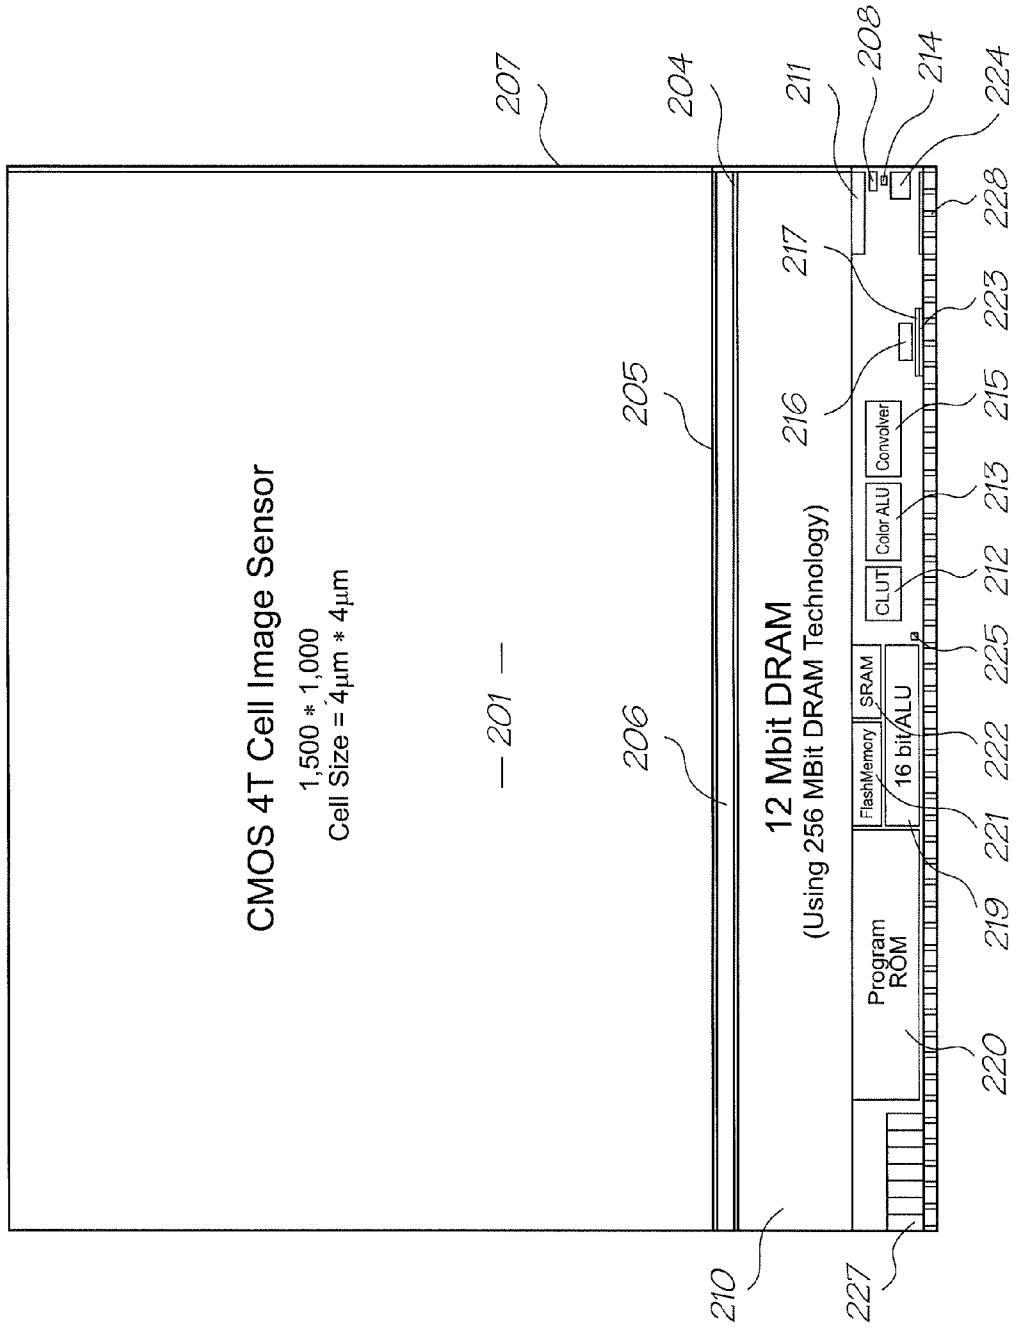 CMOS 4T Cell Image Sensor
1,500 * 1,000
Cell Size = 4µm * 4µm
— 201 —
207
205
206
204
12 Mbit DRAM
(Using 256 MBit DRAM Technology)
210
211
208
214
224
228
217
216
223
215
213
212
225
222
221
219
220
227
Program
ROM
FlashMemory
SRAM
16 bit ALU
CLUT
Color ALU
Convolver